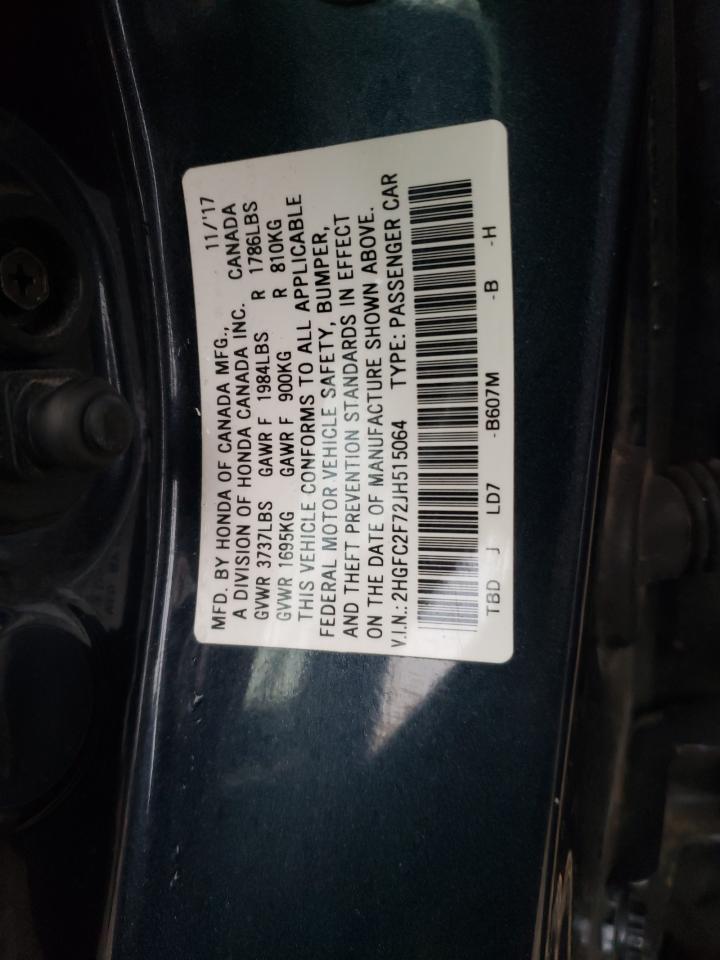 MFD. BY HONDA OF CANADA MFG., 11/'17
A DIVISION OF HONDA CANADA INC. CANADA
GVWR 3737LBS GAWR F 1984LBS R 1786LBS
GVWR 1695KG GAWR F 900KG R 810KG
THIS VEHICLE CONFORMS TO ALL APPLICABLE
FEDERAL MOTOR VEHICLE SAFETY, BUMPER,
AND THEFT PREVENTION STANDARDS IN EFFECT
ON THE DATE OF MANUFACTURE SHOWN ABOVE.
V.I.N.: 2HGFC2F72JH515064 TYPE: PASSENGER CAR
TBD J LD7 -B607M -B -H